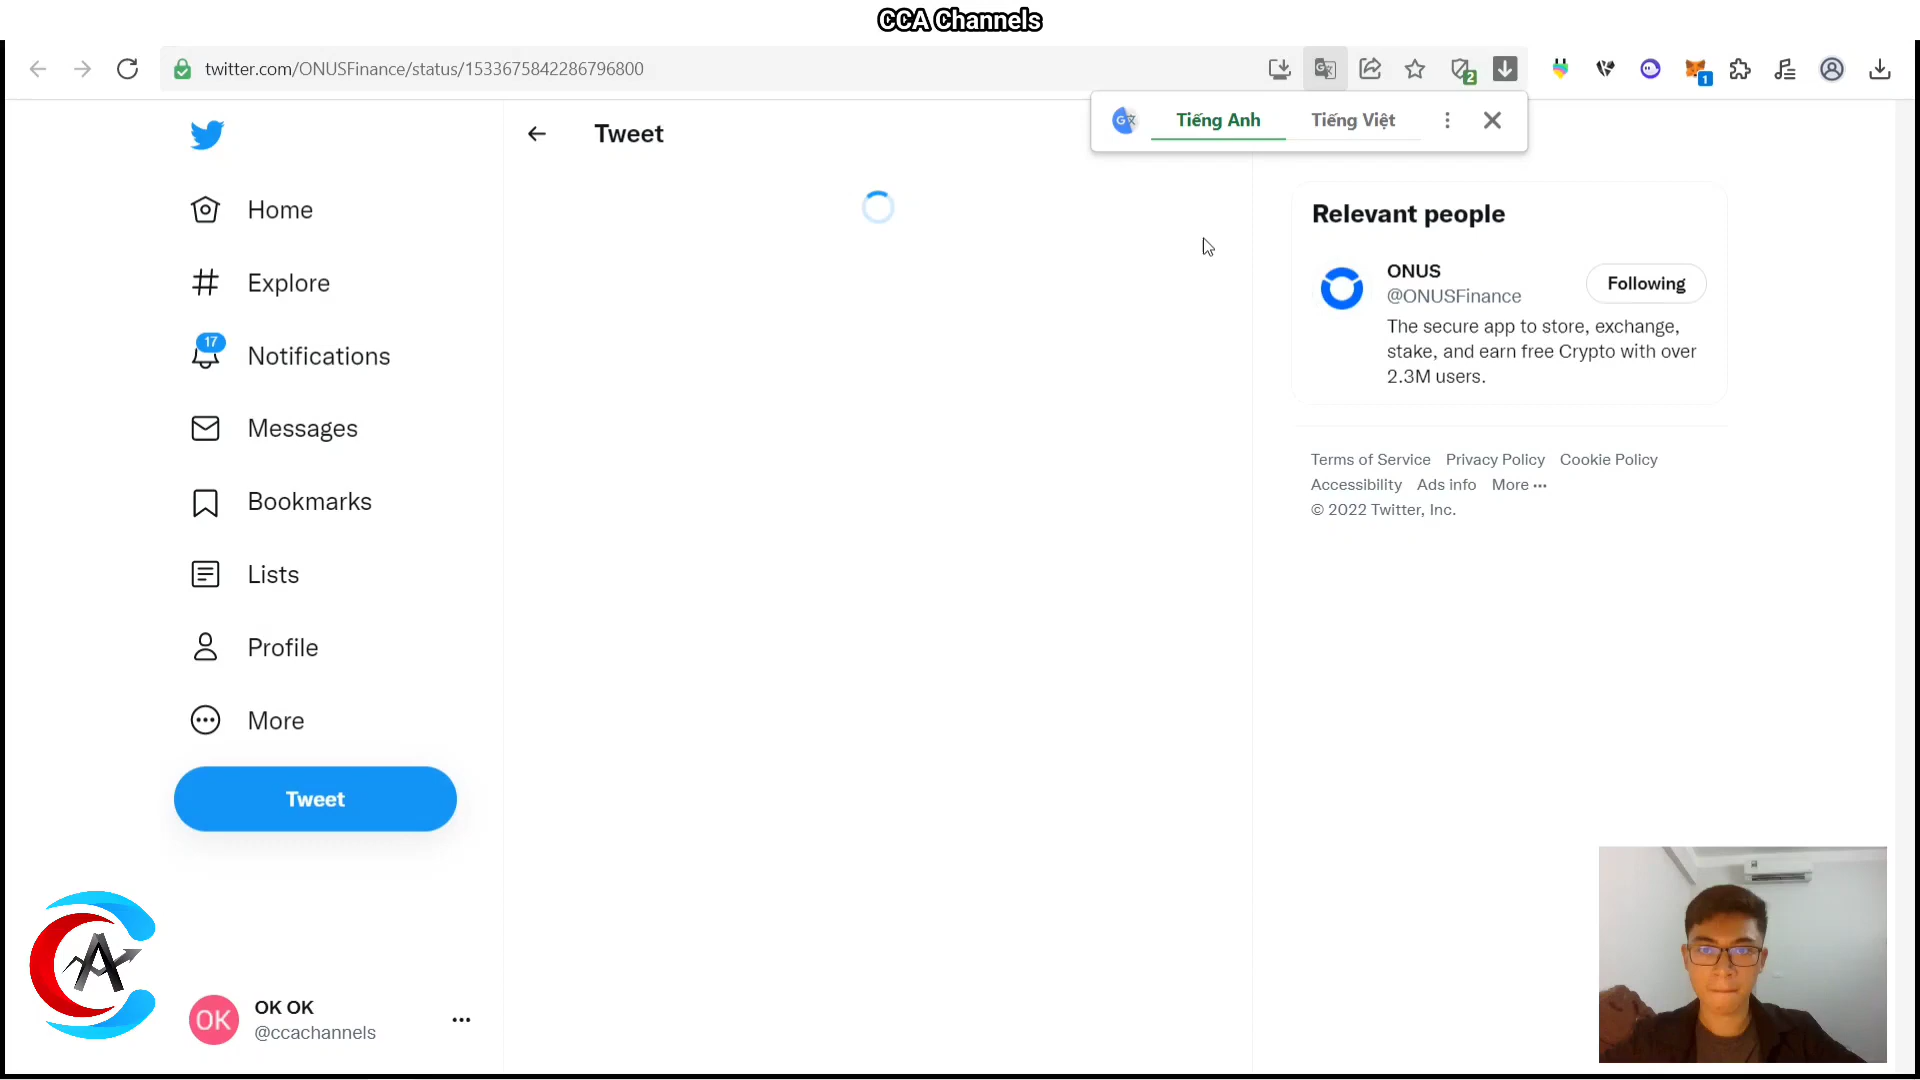 CCA Channels
twitter.com/ONUSFinance/status/1533675842286796800
2
1
Tiếng Anh
Tiếng Việt
Tweet
Home
Explore
17
Notifications
Messages
Bookmarks
Lists
Profile
More
Tweet
Relevant people
ONUS
@ONUSFinance
Following
The secure app to store, exchange,
stake, and earn free Crypto with over
2.3M users.
Terms of Service Privacy Policy Cookie Policy
Accessibility Ads info More ···
© 2022 Twitter, Inc.
CA
OK
OK OK
@ccachannels